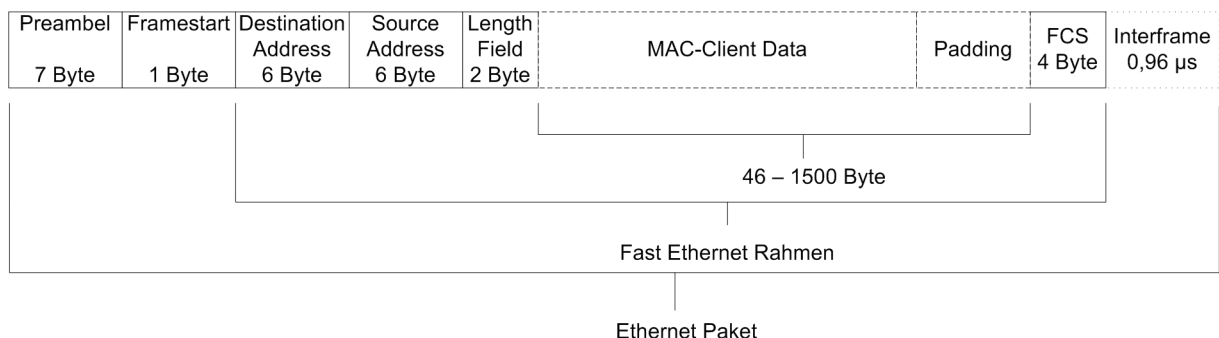 Preambel
7 Byte
Framestart
1 Byte
Destination
Address
6 Byte
Source
Address
6 Byte
Length
Field
2 Byte
MAC-Client Data
Padding
FCS
4 Byte
Interframe
0,96 µs
46 – 1500 Byte
Fast Ethernet Rahmen
Ethernet Paket